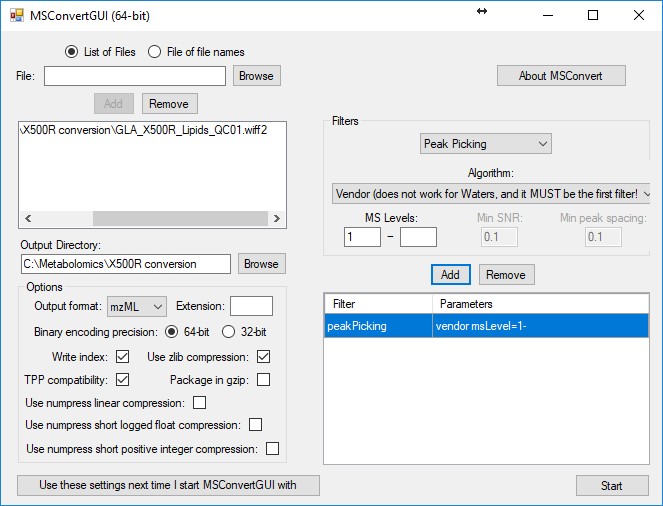 MSConvertGUI (64-bit)
List of Files
File of file names
File:
Browse
About MSConvert
Add
Remove
\X500R conversion\GLA_X500R_Lipids_QC01.wiff2
Filters
Peak Picking
Algorithm:
Vendor (does not work for Waters, and it MUST be the first filter!
MS Levels:
Min SNR:
Min peak spacing:
1
–
0.1
0.1
Output Directory:
C:\Metabolomics\X500R conversion
Browse
Add
Remove
Options
Output format:
mzML
Extension:
Binary encoding precision:
64-bit
32-bit
Write index:
Use zlib compression:
TPP compatibility:
Package in gzip:
Use numpress linear compression:
Use numpress short logged float compression:
Use numpress short positive integer compression:
Filter
Parameters
peakPicking
vendor msLevel=1-
Use these settings next time I start MSConvertGUI with
Start